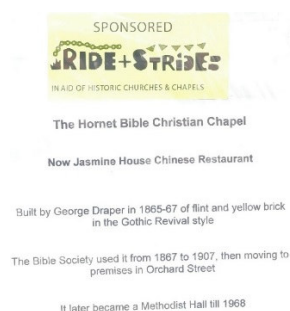 SPONSORED
RIDE+STRIDE
IN AID OF HISTORIC CHURCHES & CHAPELS
The Hornet Bible Christian Chapel
Now Jasmine House Chinese Restaurant
Built by George Draper in 1865-67 of flint and yellow brick
in the Gothic Revival style
The Bible Society used it from 1867 to 1907, then moving to
premises in Orchard Street
It later became a Methodist Hall till 1968